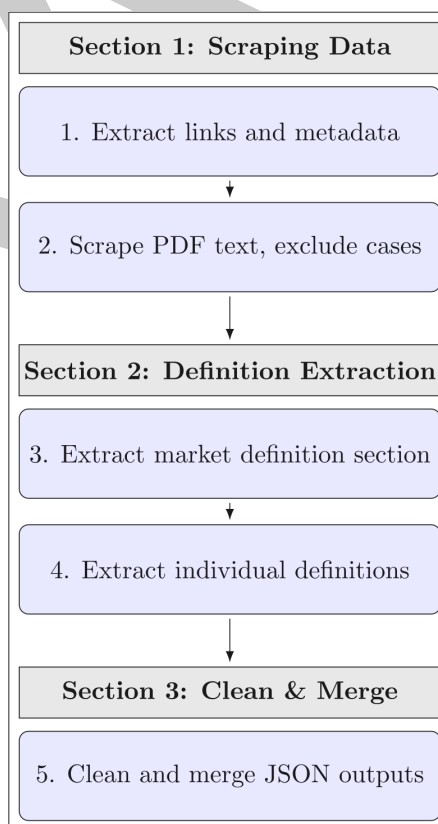 Section 1: Scraping Data
1. Extract links and metadata
2. Scrape PDF text, exclude cases
Section 2: Definition Extraction
3. Extract market definition section
4. Extract individual definitions
Section 3: Clean & Merge
5. Clean and merge JSON outputs